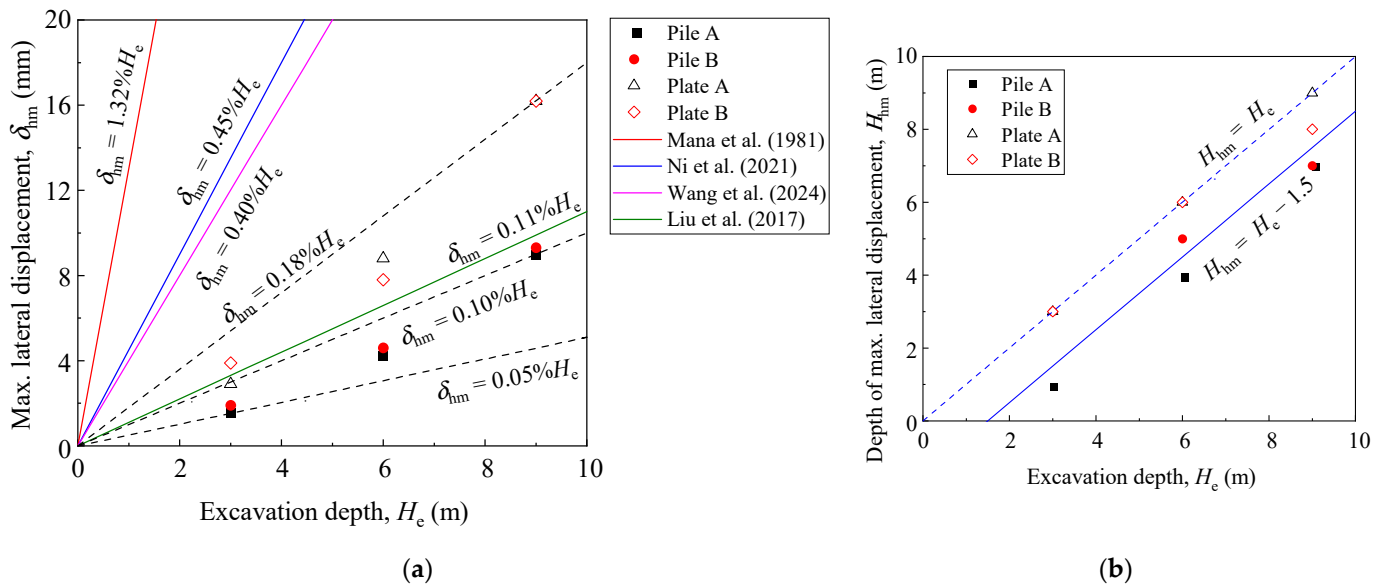 Max. lateral displacement, δhm (mm)
20
16
12
8
4
0
0
2
4
6
8
10
Excavation depth, He (m)
δhm = 1.32%He
δhm = 0.45%He
δhm = 0.40%He
δhm = 0.18%He
δhm = 0.11%He
δhm = 0.10%He
δhm = 0.05%He
Pile A
Pile B
Plate A
Plate B
Mana et al. (1981)
Ni et al. (2021)
Wang et al. (2024)
Liu et al. (2017)
(a)
Depth of max. lateral displacement, Hhm (m)
10
8
6
4
2
0
0
2
4
6
8
10
Excavation depth, He (m)
Pile A
Pile B
Plate A
Plate B
Hhm = He
Hhm = He − 1.5
(b)